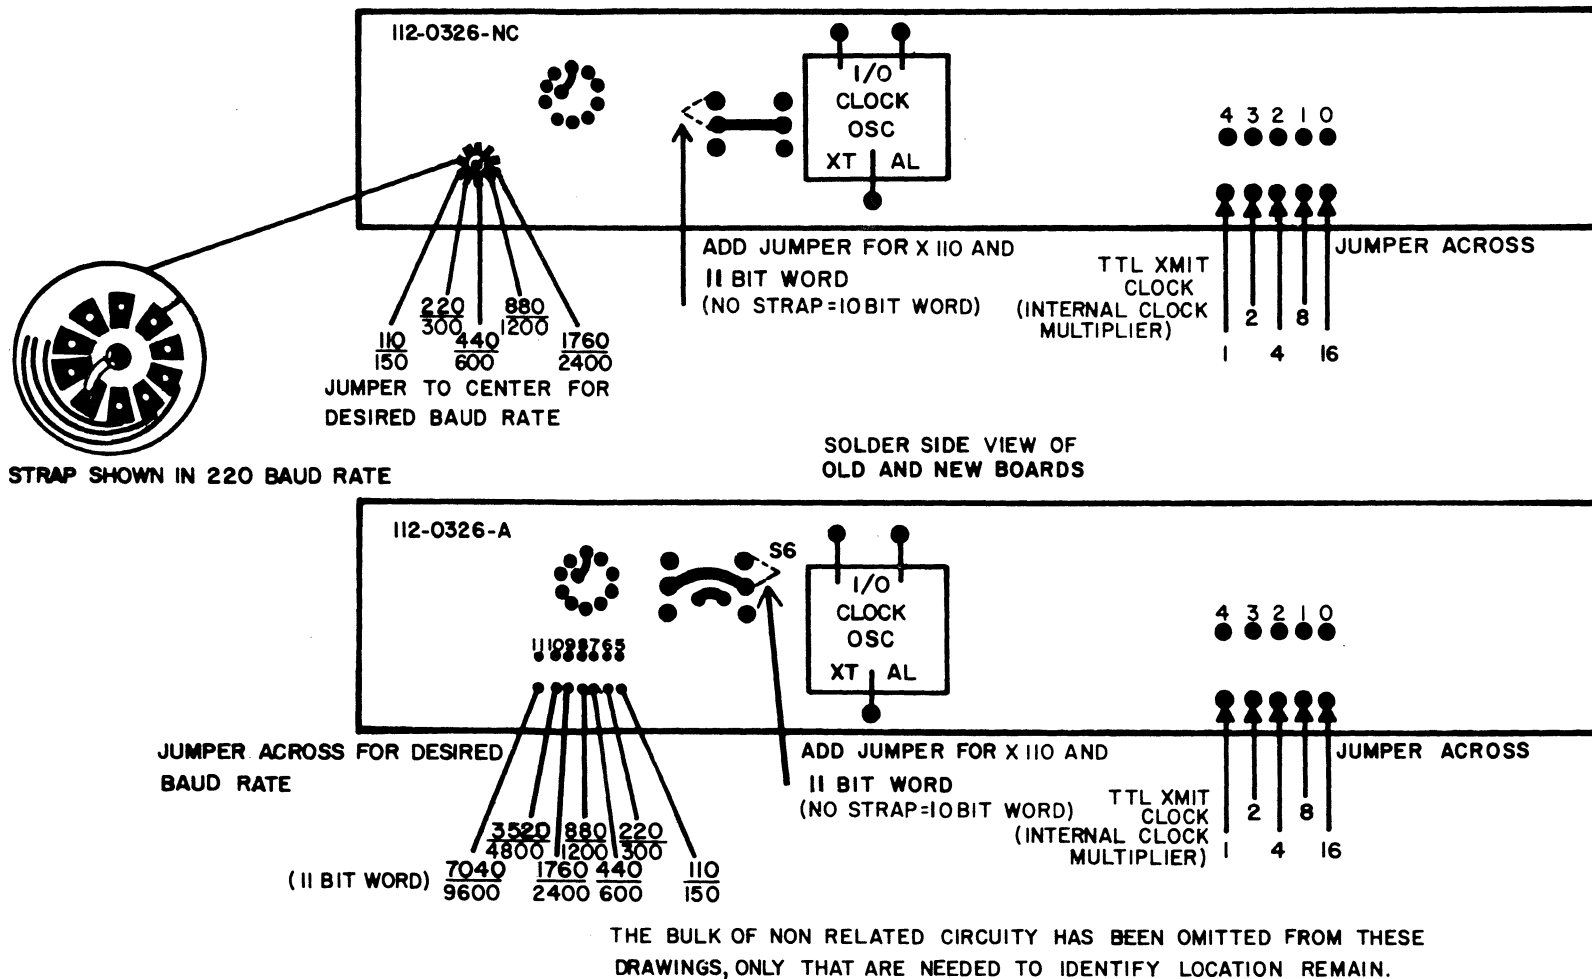 112-0326-NC
I/O
CLOCK
OSC
XT AL
4 3 2 1 0
ADD JUMPER FOR X 110 AND
11 BIT WORD
(NO STRAP=10BIT WORD)
TTL XMIT
CLOCK
(INTERNAL CLOCK
MULTIPLIER)
JUMPER ACROSS
2 8
1 4 16
220
300
880
1200
110
150
440
600
1760
2400
JUMPER TO CENTER FOR
DESIRED BAUD RATE
STRAP SHOWN IN 220 BAUD RATE
SOLDER SIDE VIEW OF
OLD AND NEW BOARDS
112-0326-A
S6
I/O
CLOCK
OSC
XT AL
4 3 2 1 0
111098765
JUMPER ACROSS FOR DESIRED
BAUD RATE
ADD JUMPER FOR X 110 AND
11 BIT WORD
(NO STRAP=10BIT WORD)
TTL XMIT
CLOCK
(INTERNAL CLOCK
MULTIPLIER)
JUMPER ACROSS
2 8
1 4 16
3520
4800
880
1200
220
300
(11 BIT WORD)
7040
9600
1760
2400
440
600
110
150
THE BULK OF NON RELATED CIRCUITY HAS BEEN OMITTED FROM THESE
DRAWINGS, ONLY THAT ARE NEEDED TO IDENTIFY LOCATION REMAIN.